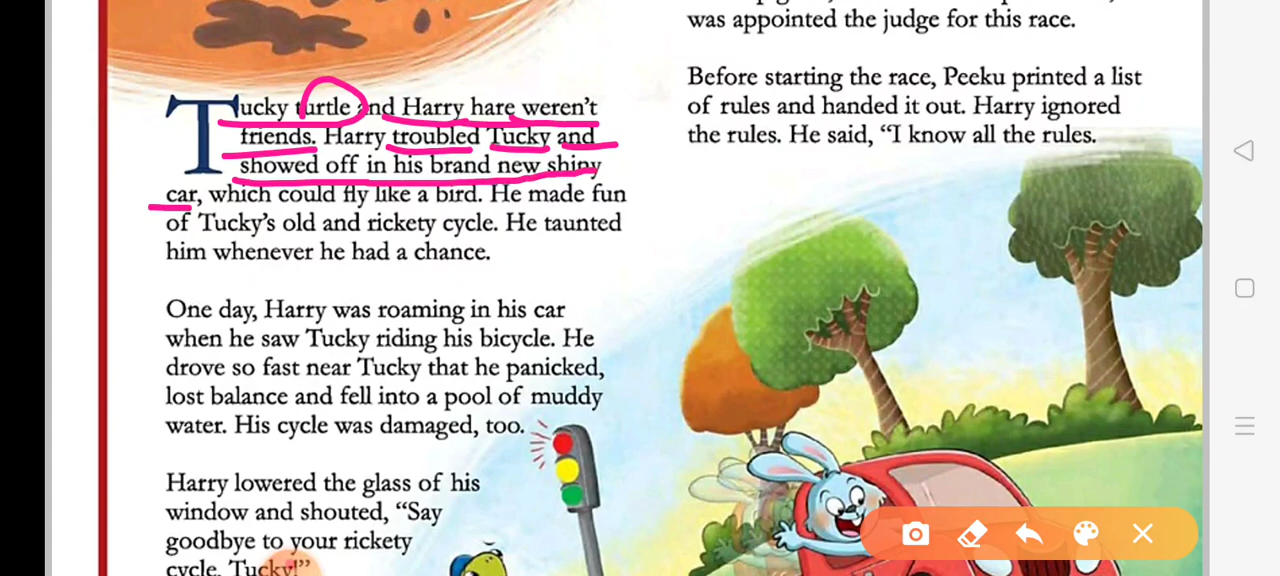 Tucky turtle and Harry hare weren't
friends. Harry troubled Tucky and
showed off in his brand new shiny
car, which could fly like a bird. He made fun
of Tucky's old and rickety cycle. He taunted
him whenever he had a chance.
One day, Harry was roaming in his car
when he saw Tucky riding his bicycle. He
drove so fast near Tucky that he panicked,
lost balance and fell into a pool of muddy
water. His cycle was damaged, too.
Harry lowered the glass of his
window and shouted, “Say
goodbye to your rickety
cycle, Tucky!”
was appointed the judge for this race.
Before starting the race, Peeku printed a list
of rules and handed it out. Harry ignored
the rules. He said, “I know all the rules.